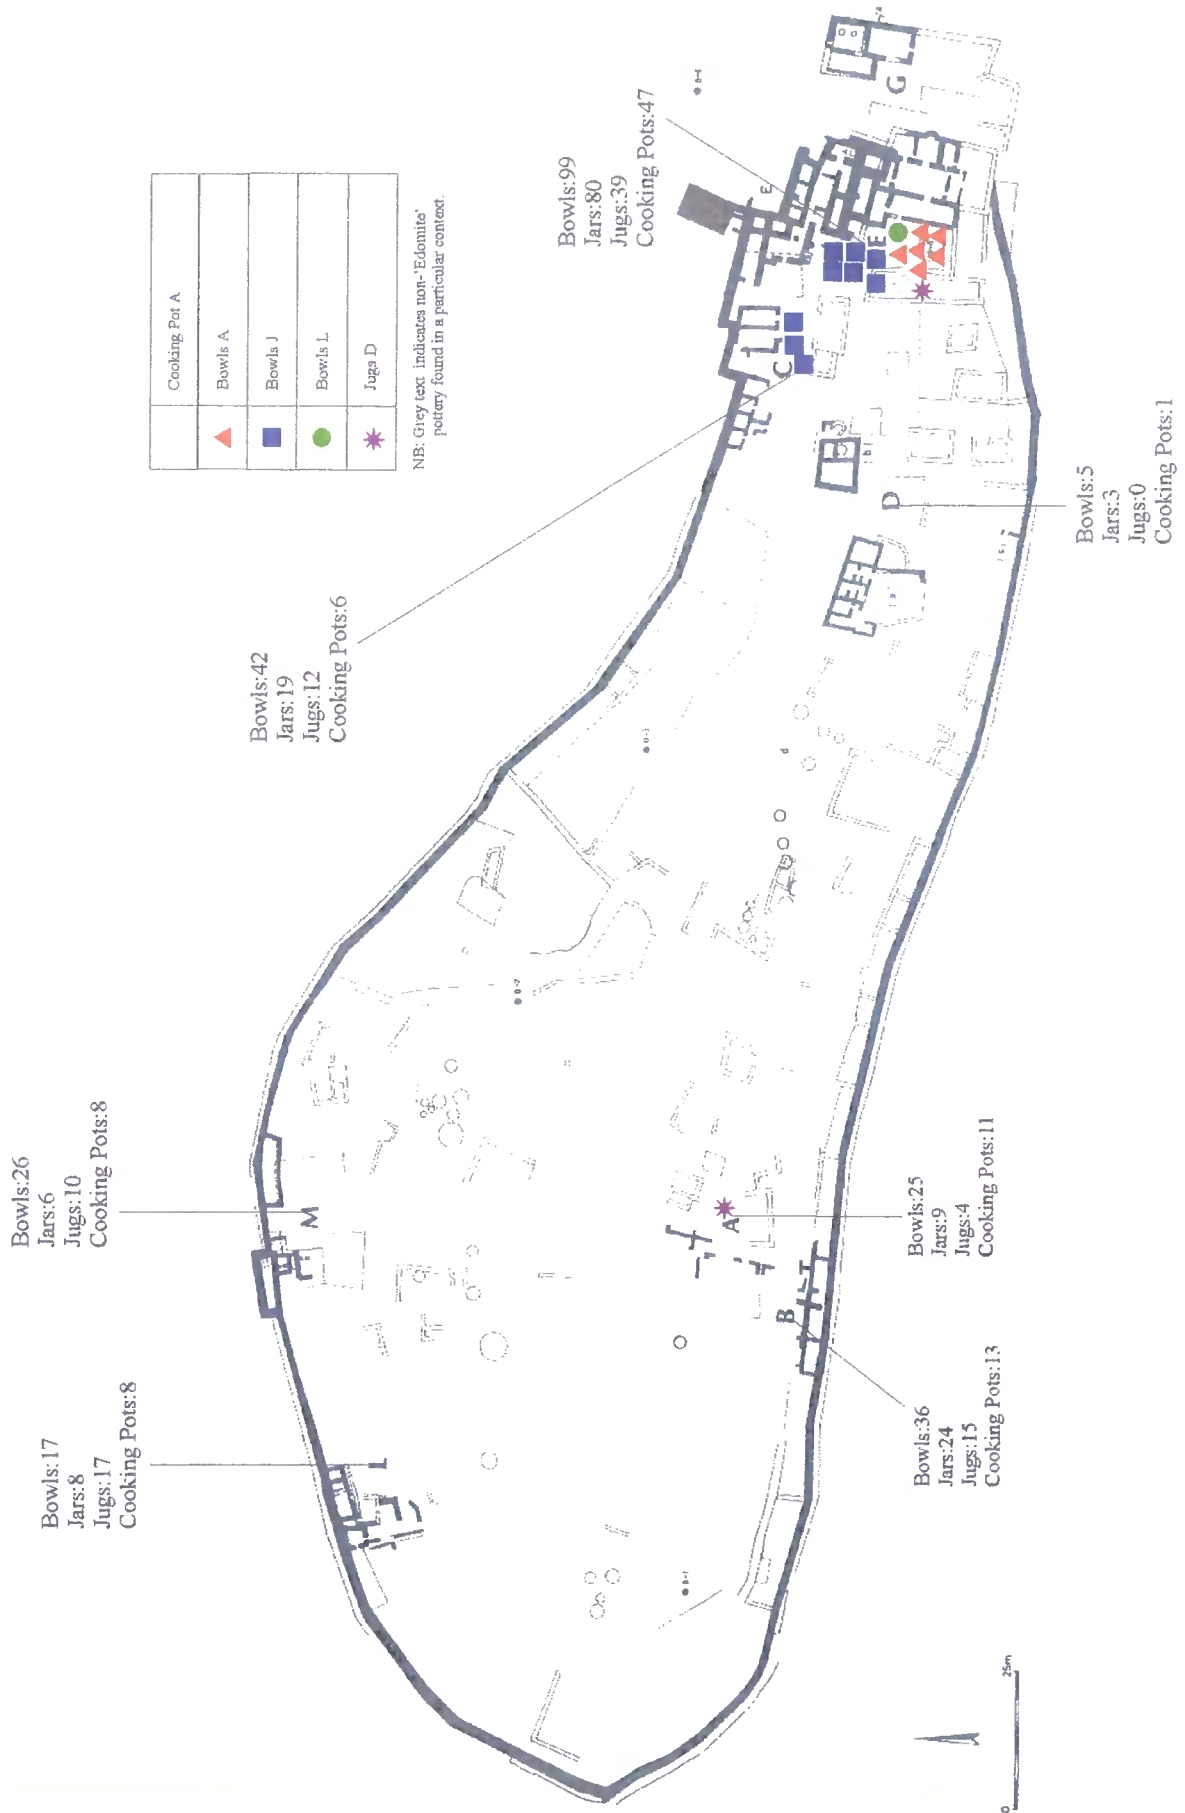 Cooking Pot A
Bowls A
Bowls J
Bowls L
Jugs D
NB: Grey text indicates non-'Edomite'
pottery found in a particular context.
Bowls:99
Jars:80
Jugs:39
Cooking Pots:47
Bowls:42
Jars:19
Jugs:12
Cooking Pots:6
Bowls:26
Jars:6
Jugs:10
Cooking Pots:8
Bowls:17
Jars:8
Jugs:17
Cooking Pots:8
Bowls:5
Jars:3
Jugs:0
Cooking Pots:1
Bowls:25
Jars:9
Jugs:4
Cooking Pots:11
Bowls:36
Jars:24
Jugs:15
Cooking Pots:13
G
E
E
C
D
M
A
B
L
0
25m